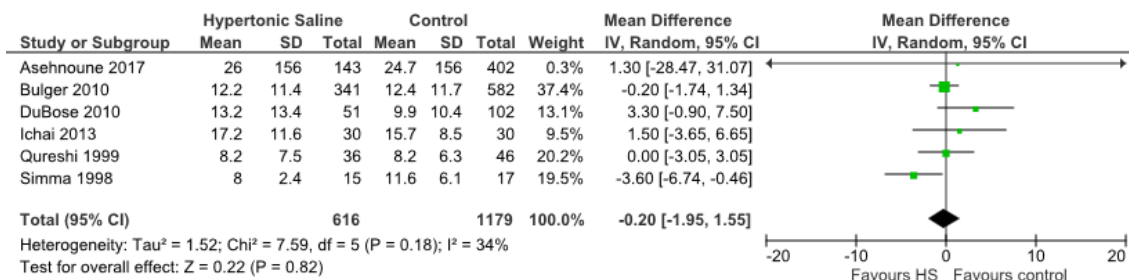 Hypertonic Saline Control Mean Difference Mean Difference
Study or Subgroup Mean SD Total Mean SD Total Weight IV, Random, 95% CI IV, Random, 95% CI
Asehnoune 2017 26 156 143 24.7 156 402 0.3% 1.30 [-28.47, 31.07]
Bulger 2010 12.2 11.4 341 12.4 11.7 582 37.4% -0.20 [-1.74, 1.34]
DuBose 2010 13.2 13.4 51 9.9 10.4 102 13.1% 3.30 [-0.90, 7.50]
Ichai 2013 17.2 11.6 30 15.7 8.5 30 9.5% 1.50 [-3.65, 6.65]
Qureshi 1999 8.2 7.5 36 8.2 6.3 46 20.2% 0.00 [-3.05, 3.05]
Simma 1998 8 2.4 15 11.6 6.1 17 19.5% -3.60 [-6.74, -0.46]
Total (95% CI) 616 1179 100.0% -0.20 [-1.95, 1.55]
Heterogeneity: Tau² = 1.52; Chi² = 7.59, df = 5 (P = 0.18); I² = 34%
Test for overall effect: Z = 0.22 (P = 0.82)
-20 -10 0 10 20
Favours HS Favours control